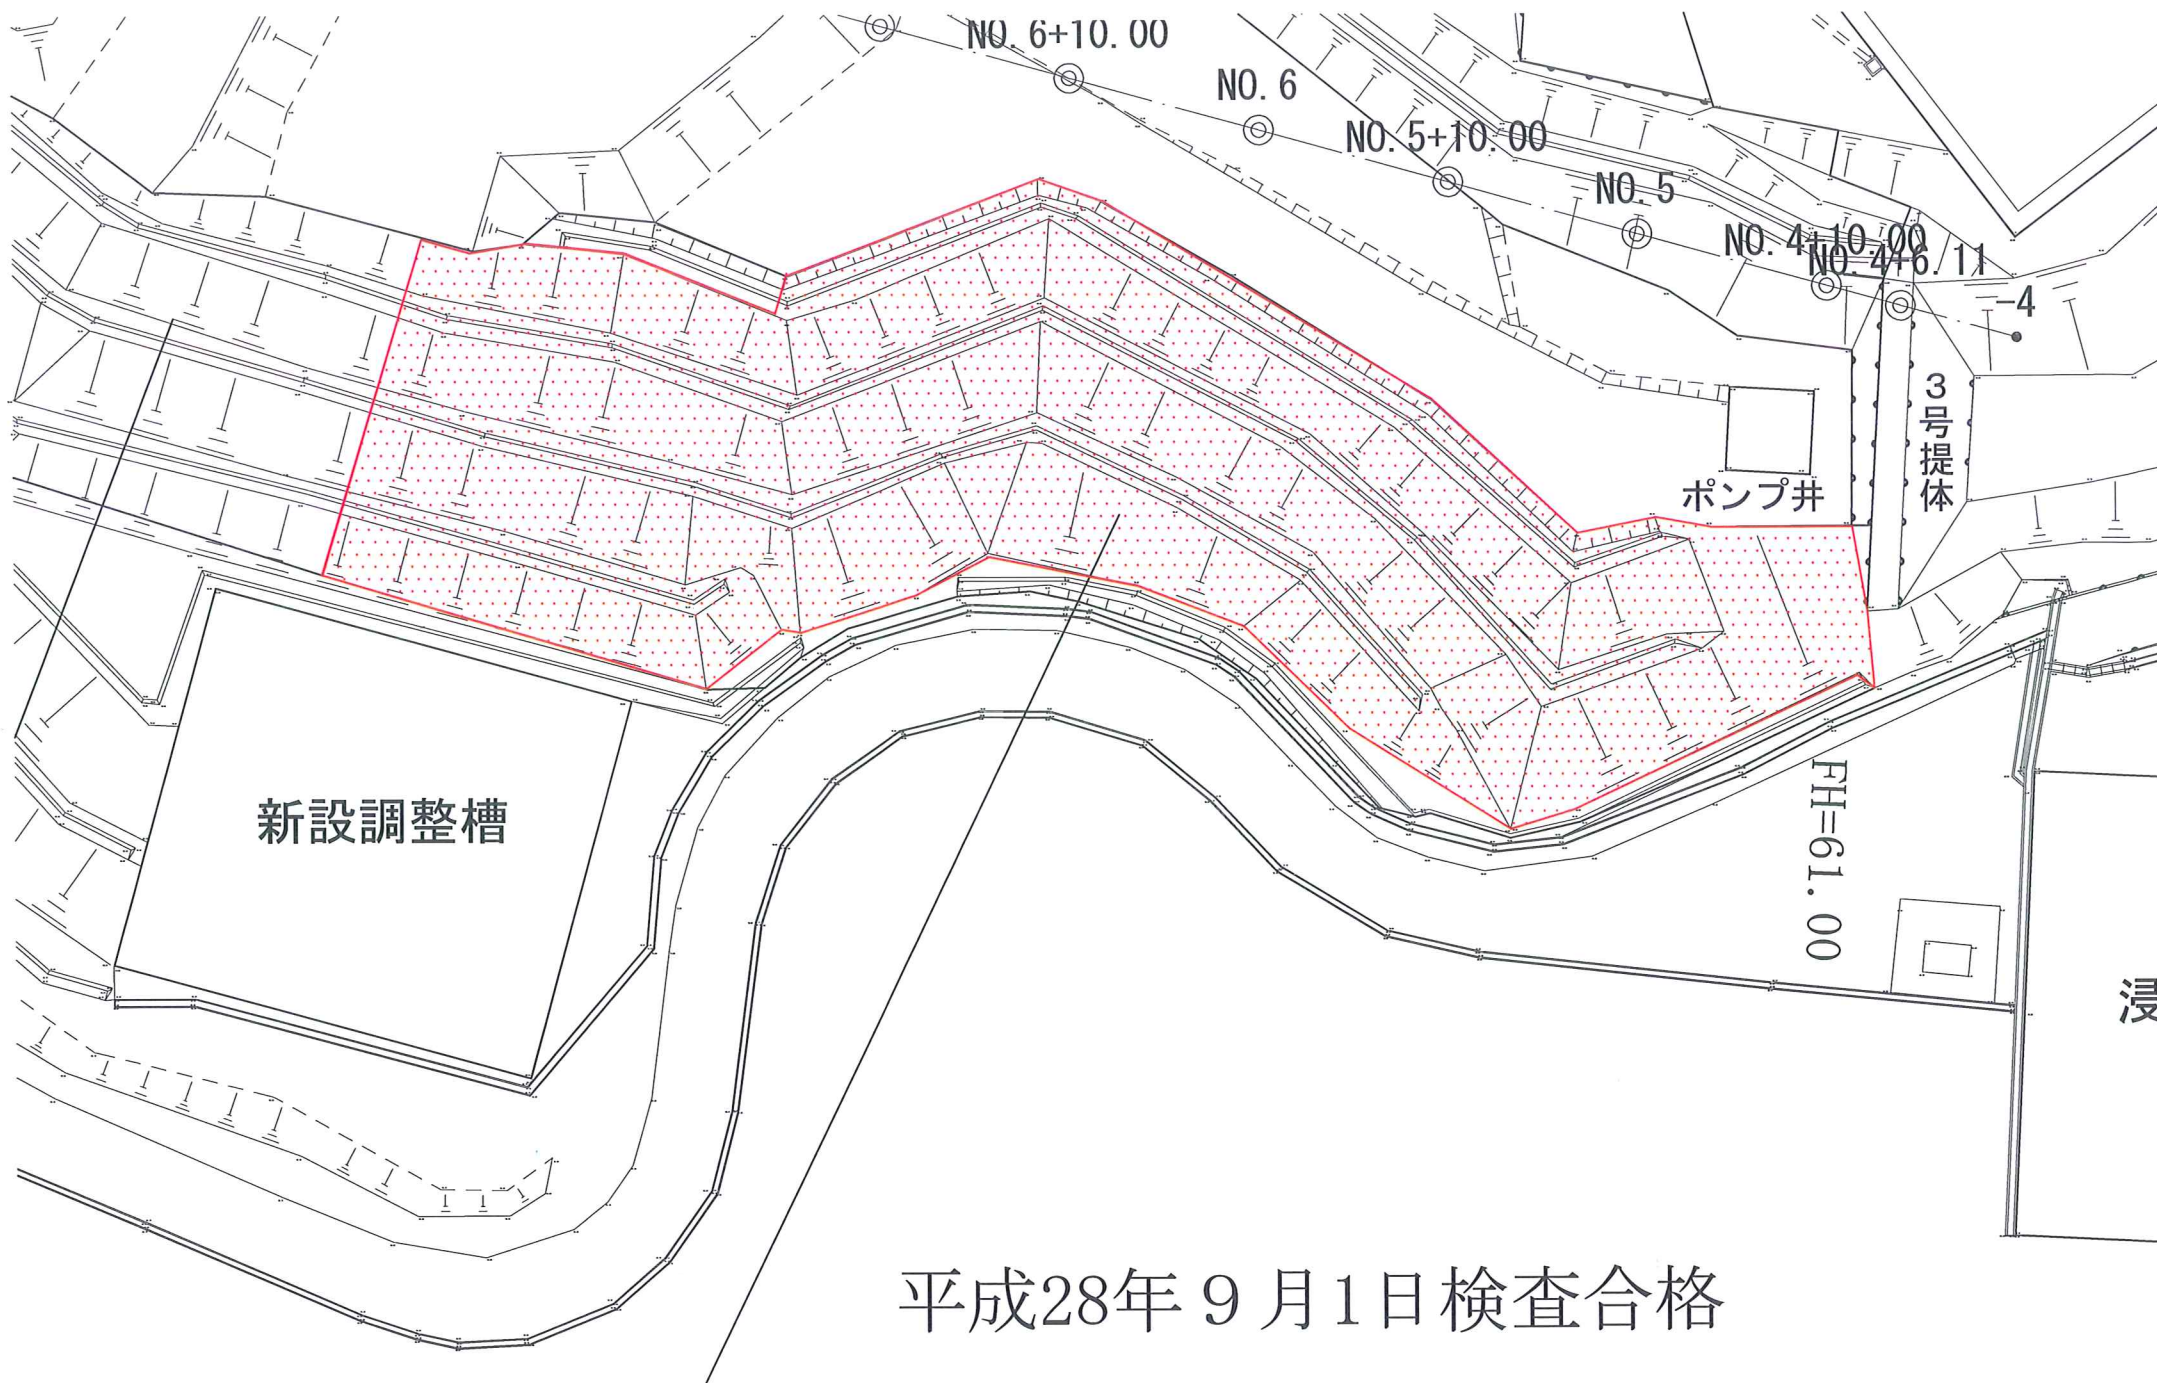 NO. 6+10. 00
NO. 6
NO. 5+10. 00
NO. 5
NO. 4+10. 00
NO. 4+6. 11
-4
3号提体
ポンプ井
新設調整槽
FH=61. 00
浸
平成28年9月1日検査合格